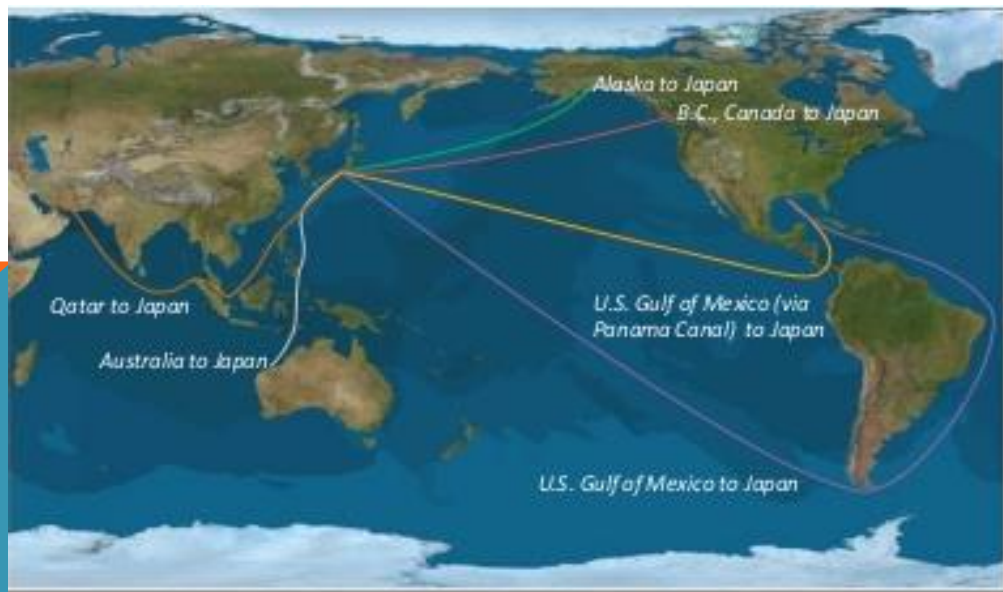 Alaska to Japan
B.C., Canada to Japan
Qatar to Japan
U.S. Gulf of Mexico (via
Panama Canal) to Japan
Australia to Japan
U.S. Gulf of Mexico to Japan